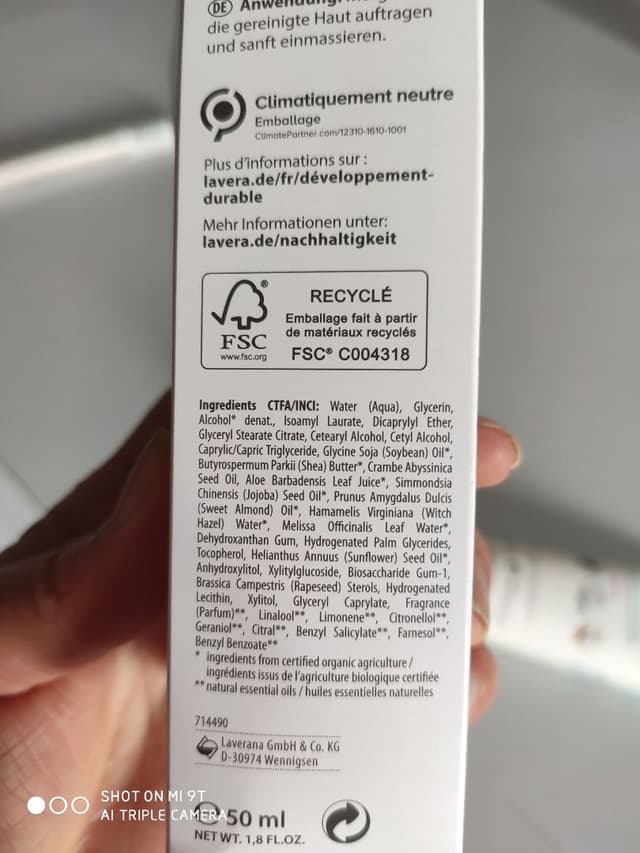 DE Anwendung:
die gereinigte Haut auftragen
und sanft einmassieren.
Climatiquement neutre
Emballage
ClimatePartner.com/12310-1610-1001
Plus d'informations sur :
lavera.de/fr/développement-
durable
Mehr Informationen unter:
lavera.de/nachhaltigkeit
®
FSC
www.fsc.org
RECYCLÉ
Emballage fait à partir
de matériaux recyclés
FSC® C004318
Ingredients CTFA/INCI: Water (Aqua), Glycerin,
Alcohol* denat., Isoamyl Laurate, Dicaprylyl Ether,
Glyceryl Stearate Citrate, Cetearyl Alcohol, Cetyl Alcohol,
Caprylic/Capric Triglyceride, Glycine Soja (Soybean) Oil*,
Butyrospermum Parkii (Shea) Butter*, Crambe Abyssinica
Seed Oil, Aloe Barbadensis Leaf Juice*, Simmondsia
Chinensis (Jojoba) Seed Oil*, Prunus Amygdalus Dulcis
(Sweet Almond) Oil*, Hamamelis Virginiana (Witch
Hazel) Water*, Melissa Officinalis Leaf Water*,
Dehydroxanthan Gum, Hydrogenated Palm Glycerides,
Tocopherol, Helianthus Annuus (Sunflower) Seed Oil*,
Anhydroxylitol, Xylitylglucoside, Biosaccharide Gum-1,
Brassica Campestris (Rapeseed) Sterols, Hydrogenated
Lecithin, Xylitol, Glyceryl Caprylate, Fragrance
(Parfum)**, Linalool**, Limonene**, Citronellol**,
Geraniol**, Citral**, Benzyl Salicylate**, Farnesol**,
Benzyl Benzoate**
* ingredients from certified organic agriculture /
ingrédients issus de l'agriculture biologique certifiée
** natural essential oils / huiles essentielles naturelles
714490
Laverana GmbH & Co. KG
D-30974 Wennigsen
50 ml
NET WT. 1,8 FL.OZ.
SHOT ON MI 9T
AI TRIPLE CAMERA